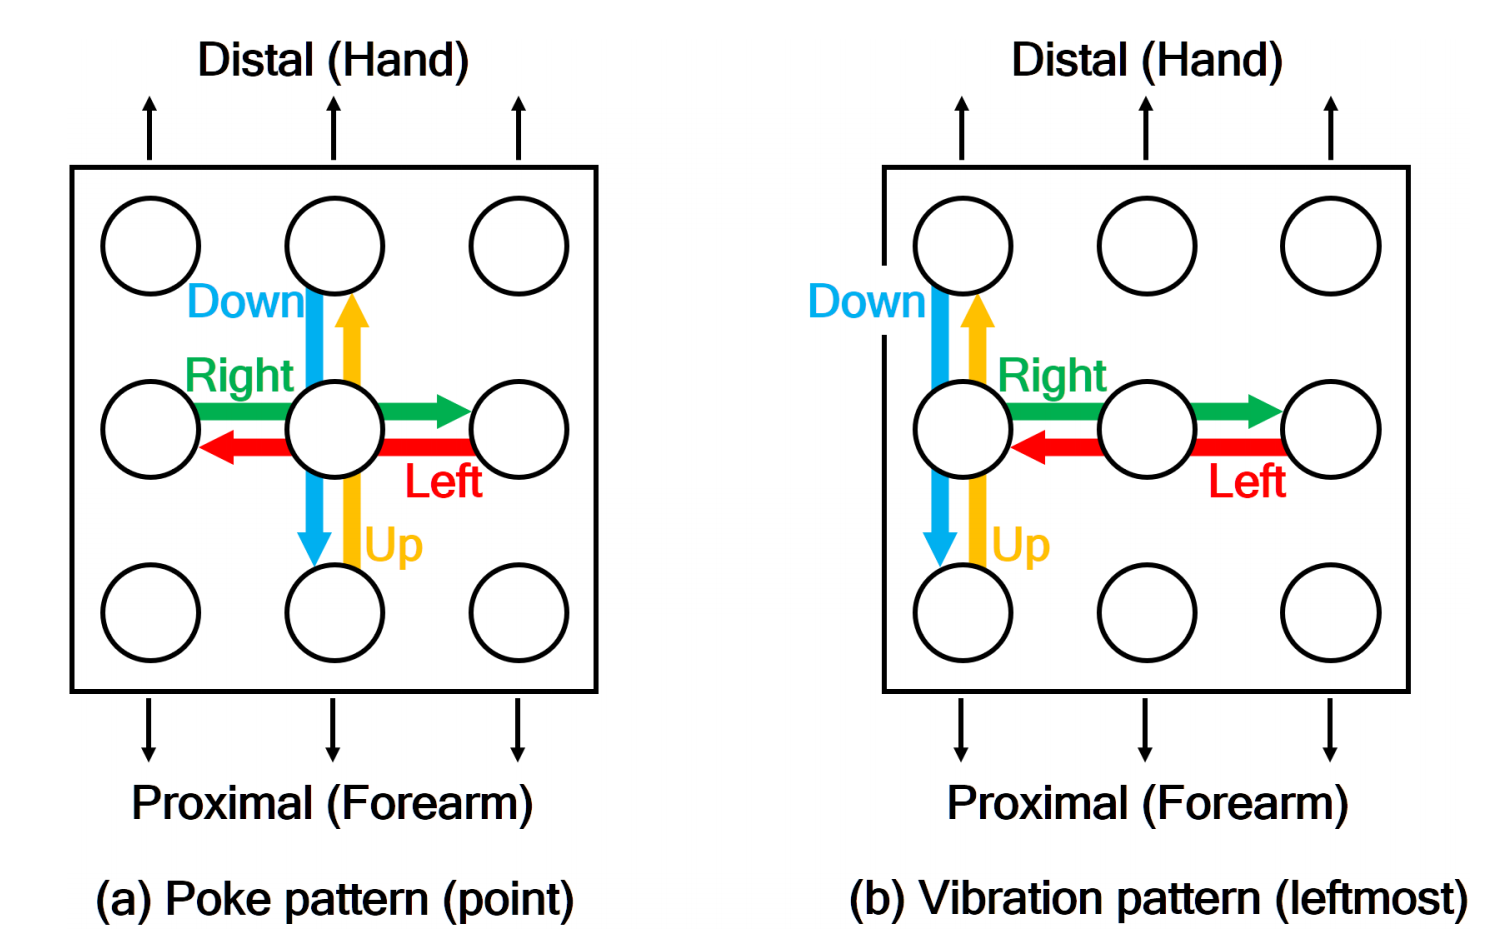 Distal (Hand)
Down
Right
Left
Up
Proximal (Forearm)
(a) Poke pattern (point)
Distal (Hand)
Down
Right
Left
Up
Proximal (Forearm)
(b) Vibration pattern (leftmost)